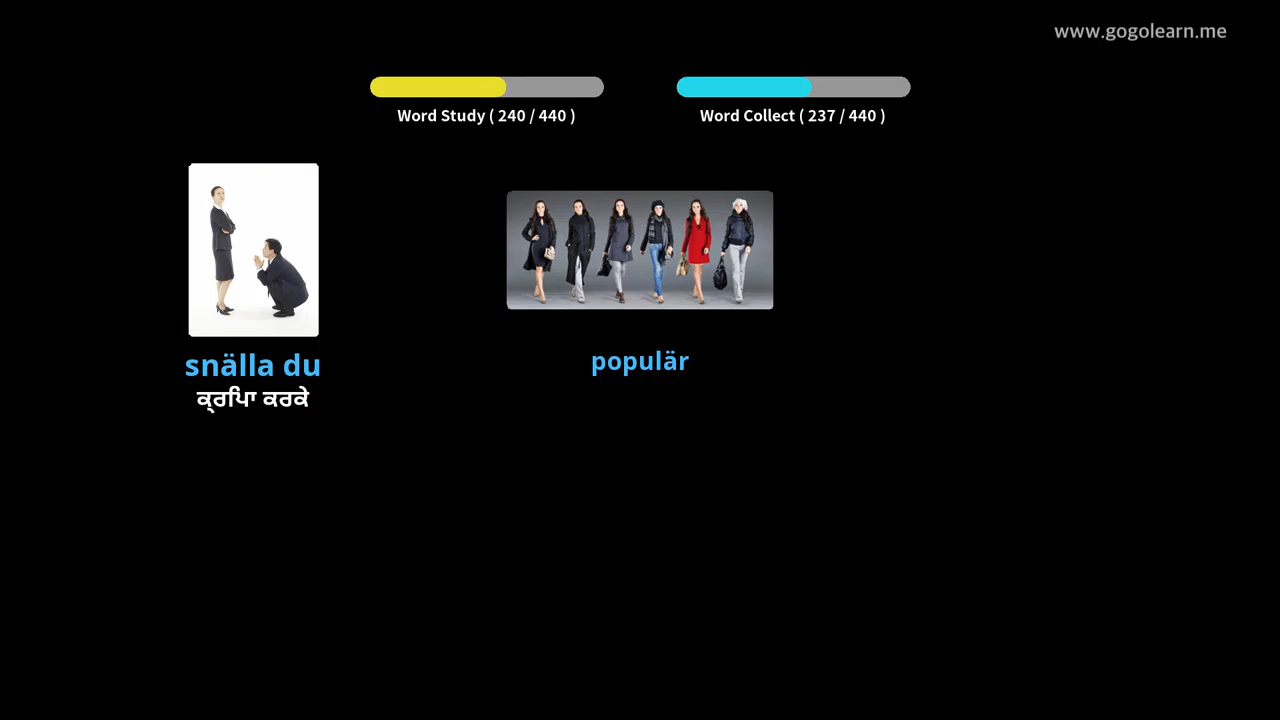 www.gogolearn.me
Word Study ( 240 / 440 )
Word Collect ( 237 / 440 )
snälla du
ਕ੍ਰਿਪਾ ਕਰਕੇ
populär